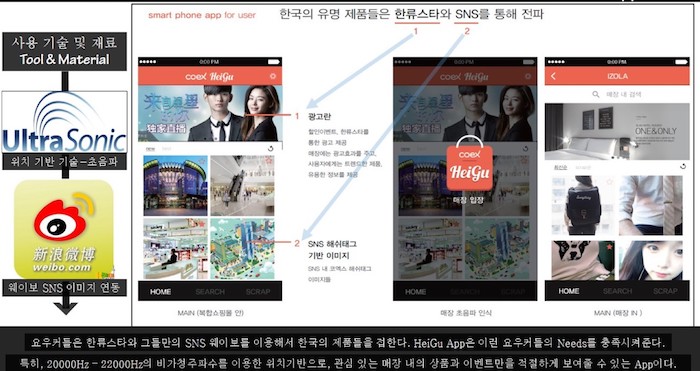 smart phone app for user
한국의 유명 제품들은 한류스타와 SNS를 통해 전파
1
2
사용 기술 및 재료
Tool & Material
UltraSonic
위치 기반 기술-초음파
新浪微博
weibo.com
웨이보 SNS 이미지 연동
coex HeiGu
来自星星
独家直播
HOME SEARCH SCRAP
MAIN (복합쇼핑몰 안)
1
광고란
할인이벤트, 한류스타를
통한 광고 제공
매장에는 광고효과를 주고,
사용자에게는 트랜드한 제품,
유용한 정보를 제공
2
SNS 해쉬태그
기반 이미지
SNS 내 코엑스 해쉬태그
이미지들
coex HeiGu
coex
HeiGu
매장 입장
HOME SEARCH SCRAP
매장 초음파 인식
IZOLA
매장 내 검색
ONE&ONLY
HOME SEARCH SCRAP
MAIN (매장 IN )
요우커들은 한류스타와 그들만의 SNS 웨이보를 이용해서 한국의 제품들을 접한다. HeiGu App은 이런 요우커들의 Needs를 충족시켜준다.
특히, 20000Hz - 22000Hz의 비가청주파수를 이용한 위치기반으로, 관심 있는 매장 내의 상품과 이벤트만을 적절하게 보여줄 수 있는 App이다.